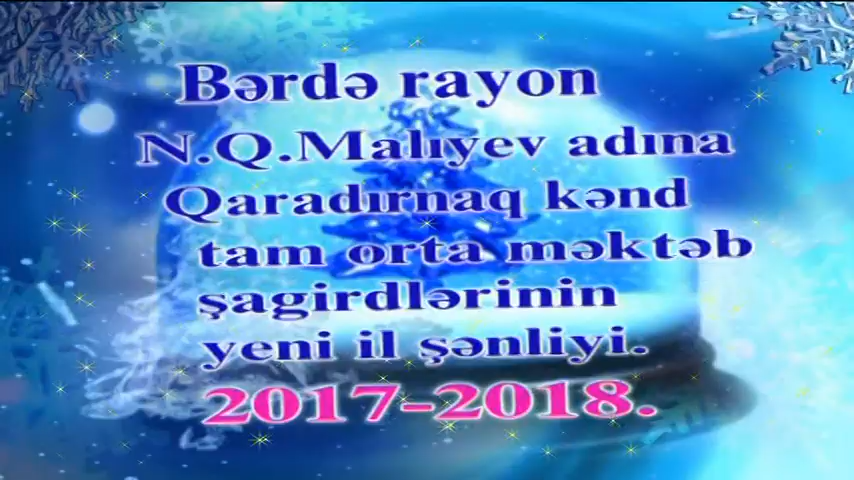 Bərdə rayon
N.Q.Malıyev adına
Qaradırnaq kənd
tam orta məktəb
şagirdlərinin
yeni il şənliyi.
2017-2018.